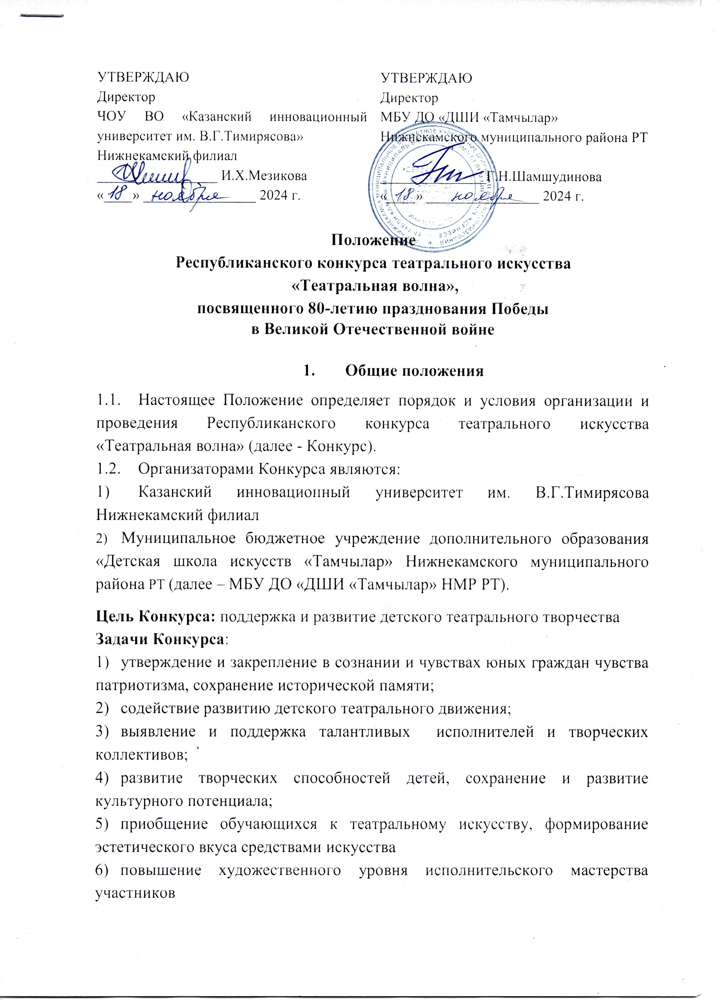 УТВЕРЖДАЮ
Директор
ЧОУ ВО «Казанский инновационный
университет им. В.Г.Тимирясова»
Нижнекамский филиал
И.Х.Мезикова
«18» ноября 2024 г.
УТВЕРЖДАЮ
Директор
МБУ ДО «ДШИ «Тамчылар»
Нижнекамского муниципального района РТ
Г.Н.Шамшудинова
«18» ноября 2024 г.
Положение
Республиканского конкурса театрального искусства
«Театральная волна»,
посвященного 80-летию празднования Победы
в Великой Отечественной войне
1. Общие положения
1.1. Настоящее Положение определяет порядок и условия организации и
проведения Республиканского конкурса театрального искусства
«Театральная волна» (далее - Конкурс).
1.2. Организаторами Конкурса являются:
1) Казанский инновационный университет им. В.Г.Тимирясова
Нижнекамский филиал
2) Муниципальное бюджетное учреждение дополнительного образования
«Детская школа искусств «Тамчылар» Нижнекамского муниципального
района РТ (далее – МБУ ДО «ДШИ «Тамчылар» НМР РТ).
Цель Конкурса: поддержка и развитие детского театрального творчества
Задачи Конкурса:
1) утверждение и закрепление в сознании и чувствах юных граждан чувства
патриотизма, сохранение исторической памяти;
2) содействие развитию детского театрального движения;
3) выявление и поддержка талантливых исполнителей и творческих
коллективов;
4) развитие творческих способностей детей, сохранение и развитие
культурного потенциала;
5) приобщение обучающихся к театральному искусству, формирование
эстетического вкуса средствами искусства
6) повышение художественного уровня исполнительского мастерства
участников